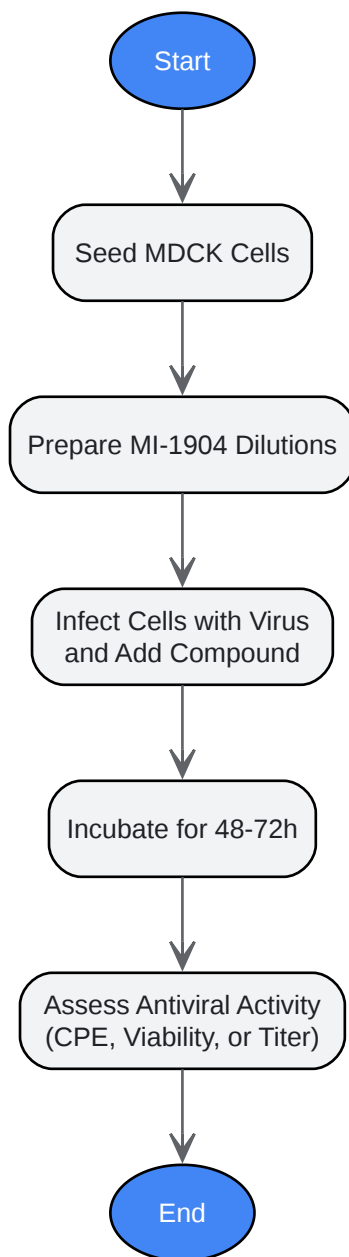 Start
Seed MDCK Cells
Prepare MI-1904 Dilutions
Infect Cells with Virus
and Add Compound
Incubate for 48-72h
Assess Antiviral Activity
(CPE, Viability, or Titer)
End